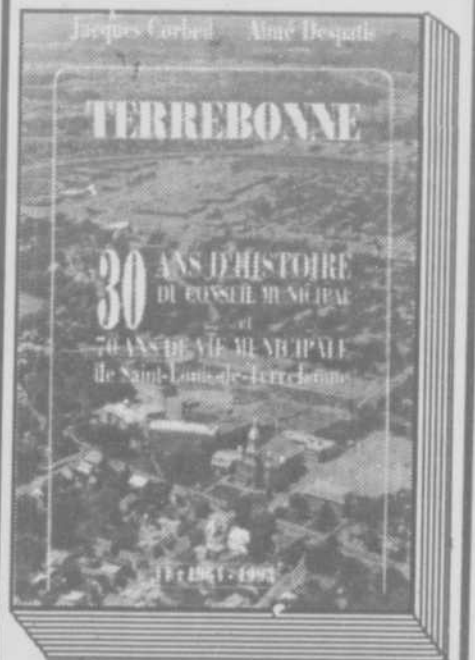 Jacques Corbeil Aimé Despatis
TERREBONNE
30 ANS D'HISTOIRE
DU CONSEIL MUNICIPAL
et
70 ANS DE VIE MUNICIPALE
de Saint-Louis-de-Terrebonne